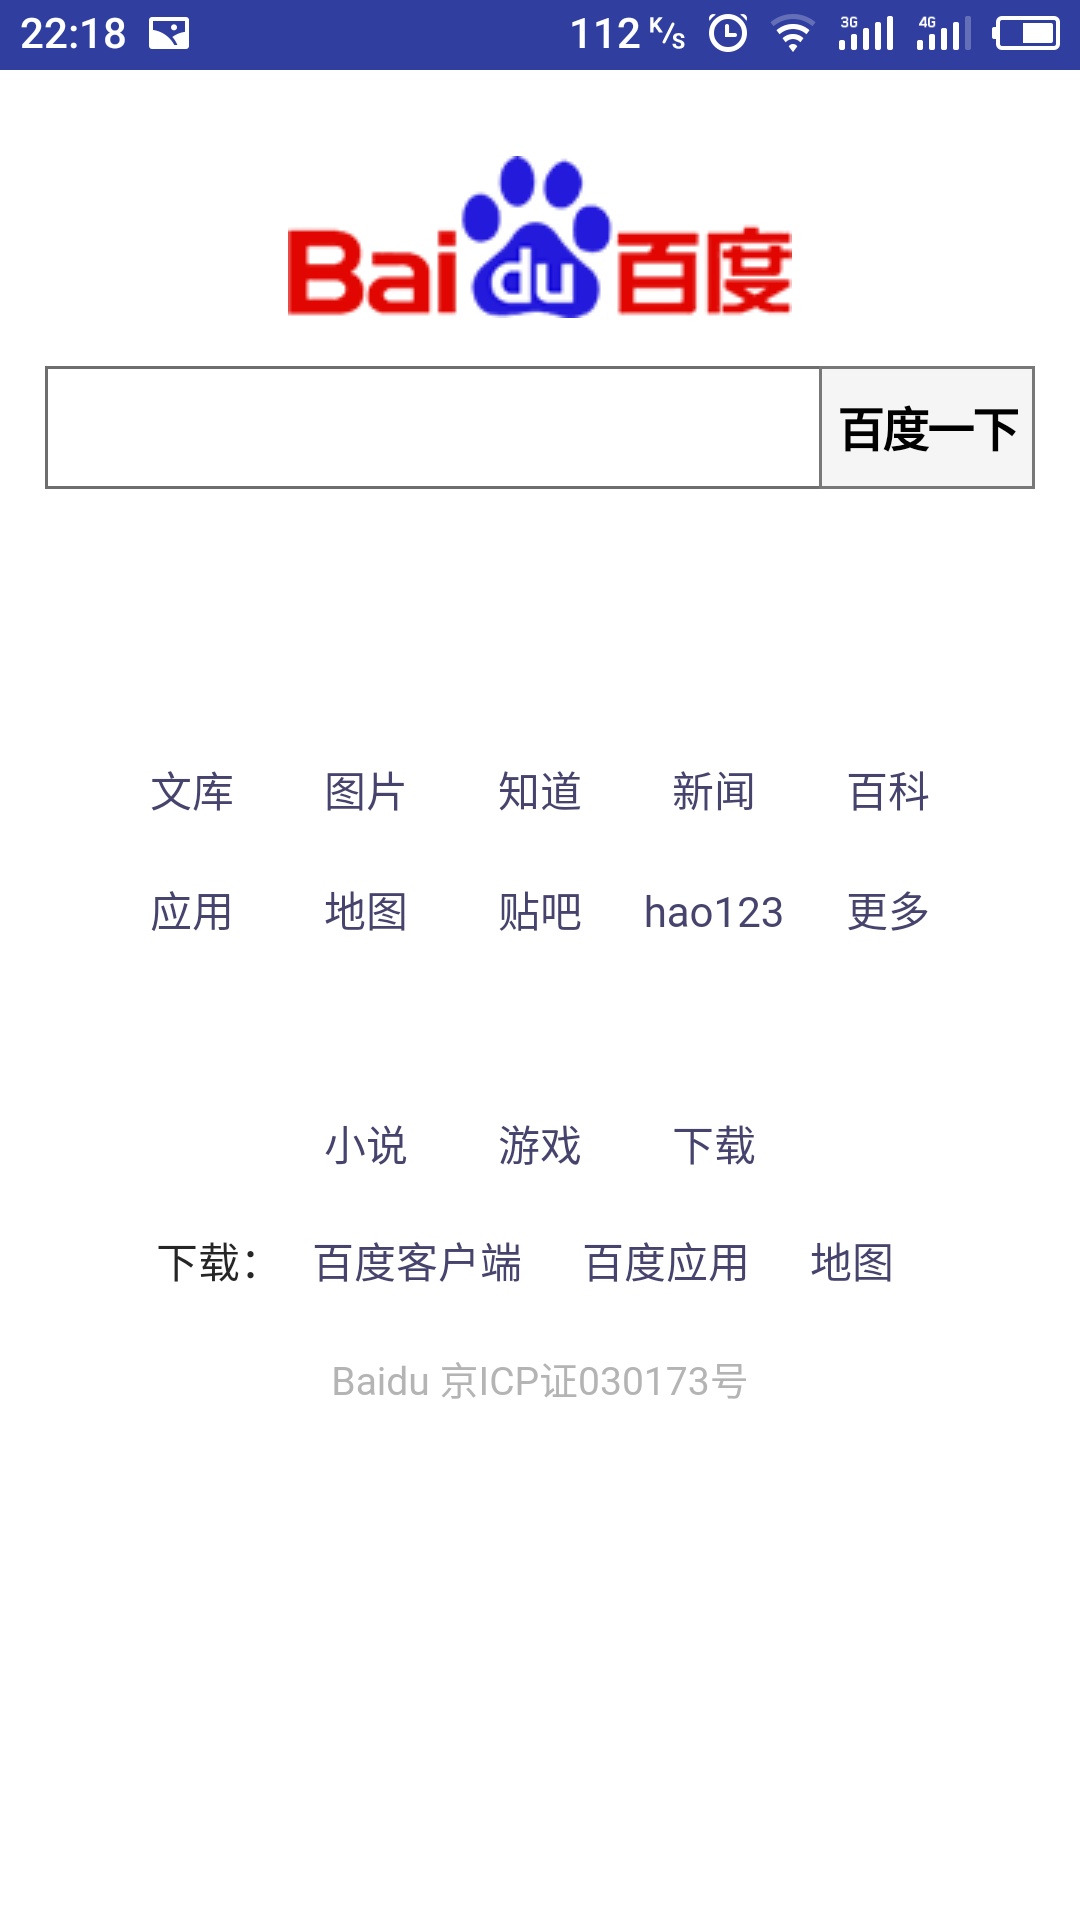 22:18 112 K/s 3G 4G
Bai du 百度
百度一下
文库 图片 知道 新闻 百科
应用 地图 贴吧 hao123 更多
小说 游戏 下载
下载： 百度客户端 百度应用 地图
Baidu 京ICP证030173号